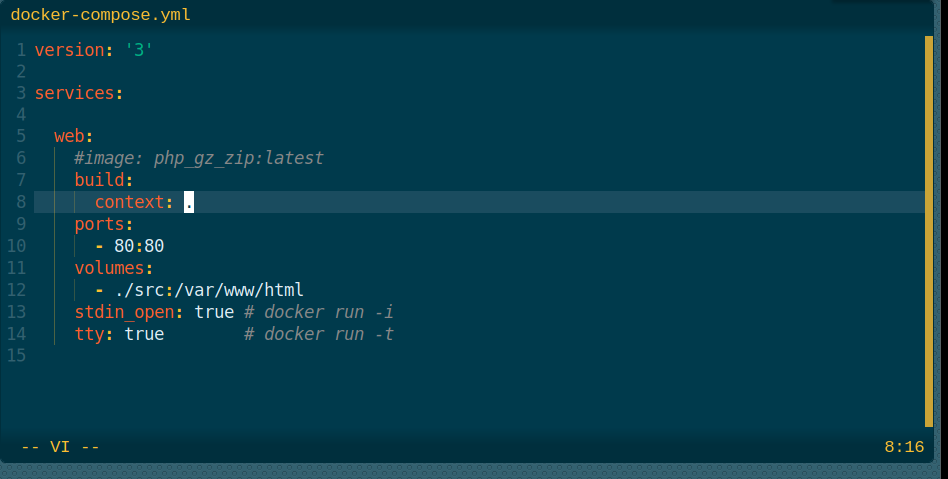 docker-compose.yml
1 version: '3'
2
3 services:
4
5   web:
6     #image: php_gz_zip:latest
7     build:
8       context: .
9     ports:
10       - 80:80
11     volumes:
12       - ./src:/var/www/html
13     stdin_open: true # docker run -i
14     tty: true        # docker run -t
15
-- VI --
8:16